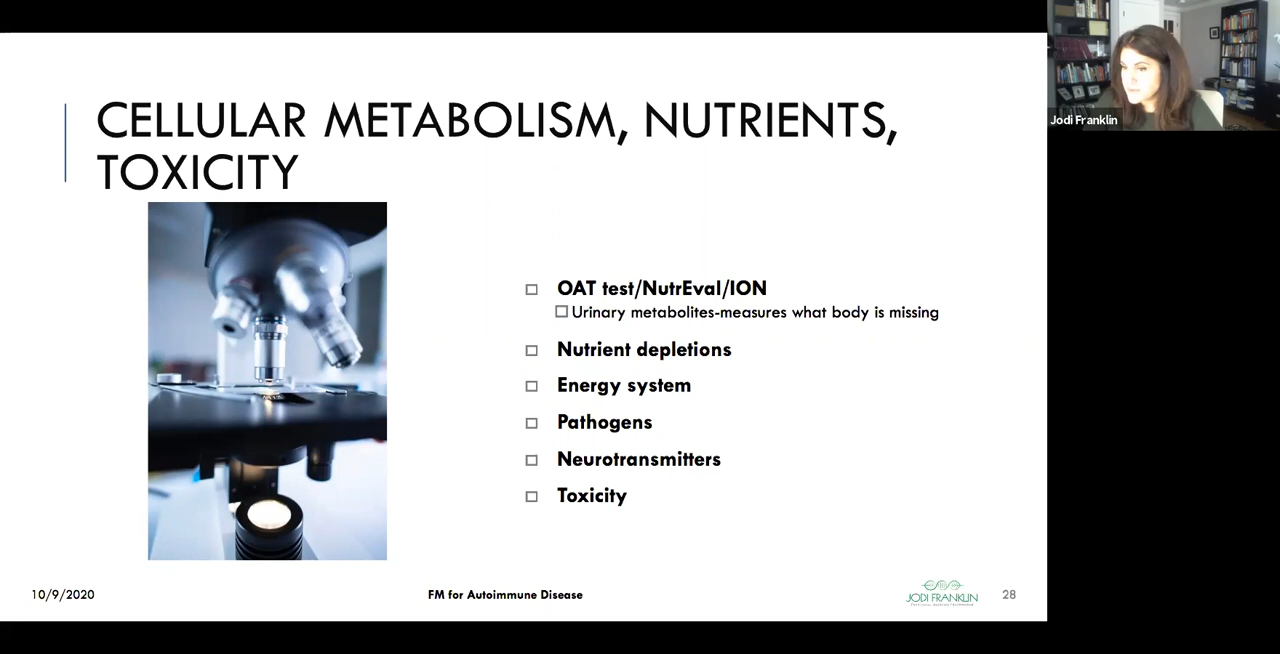 CELLULAR METABOLISM, NUTRIENTS,
TOXICITY
OAT test/NutrEval/ION
Urinary metabolites-measures what body is missing
Nutrient depletions
Energy system
Pathogens
Neurotransmitters
Toxicity
10/9/2020
FM for Autoimmune Disease
JODI FRANKLIN
28
Jodi Franklin